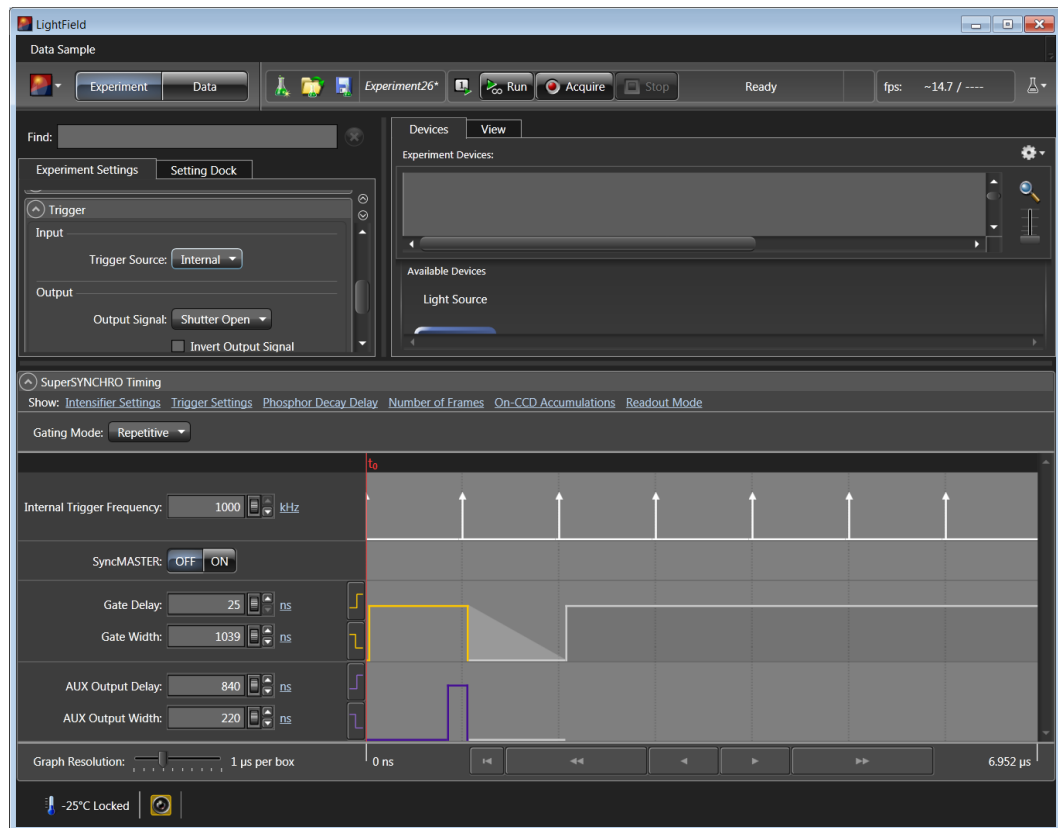 LightField
Data Sample
Experiment Data Experiment26* Run Acquire Stop Ready fps: ~14.7 / ----
Find:
Experiment Settings Setting Dock
Trigger
Input
Trigger Source: Internal
Output
Output Signal: Shutter Open
Invert Output Signal
Devices View
Experiment Devices:
Available Devices
Light Source
SuperSYNCHRO Timing
Show: Intensifier Settings Trigger Settings Phosphor Decay Delay Number of Frames On-CCD Accumulations Readout Mode
Gating Mode: Repetitive
t0
Internal Trigger Frequency: 1000 kHz
SyncMASTER: OFF ON
Gate Delay: 25 ns
Gate Width: 1039 ns
AUX Output Delay: 840 ns
AUX Output Width: 220 ns
Graph Resolution: 1 µs per box 0 ns 6.952 µs
-25°C Locked